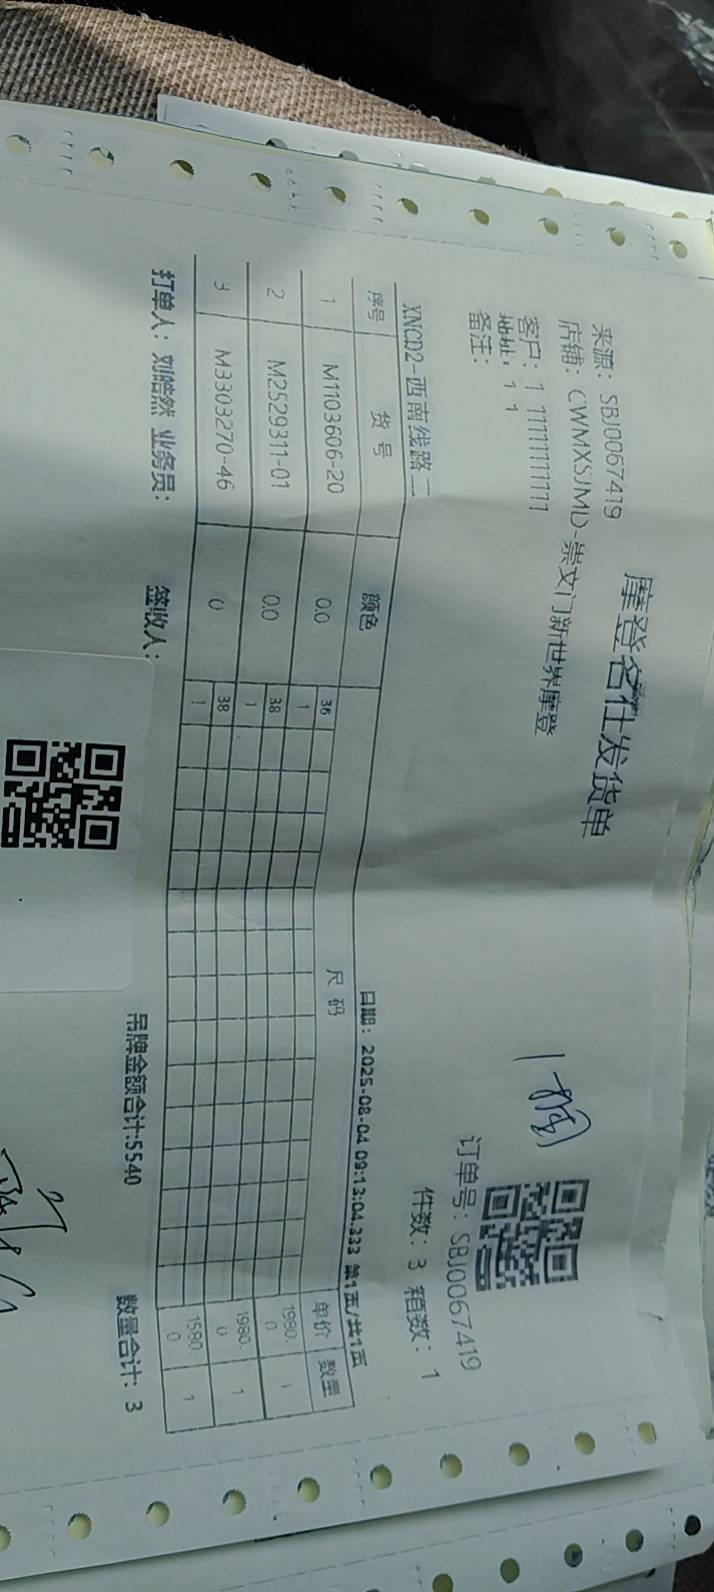 摩登名仕发货单
来源: SBJ0067419
店铺: CWMXSJMD-崇文门新世界摩登
客户: 1 11111111111
地址: 1 1
备注:
1箱
订单号: SBJ0067419
件数: 3 箱数: 1
XNCD2-西南线路二
日期: 2025-08-04 09:13:04.333 第1页/共1页
序号 货号 颜色 尺码 单价 数量
1 M1103606-20 0.0 36 1 1980.0 1
2 M2529311-01 0.0 38 1 1980.0 1
3 M3303270-46 0 38 1 1580.0 1
打单人: 刘皓然 业务员: 签收人: 吊牌金额合计:5540 数量合计: 3